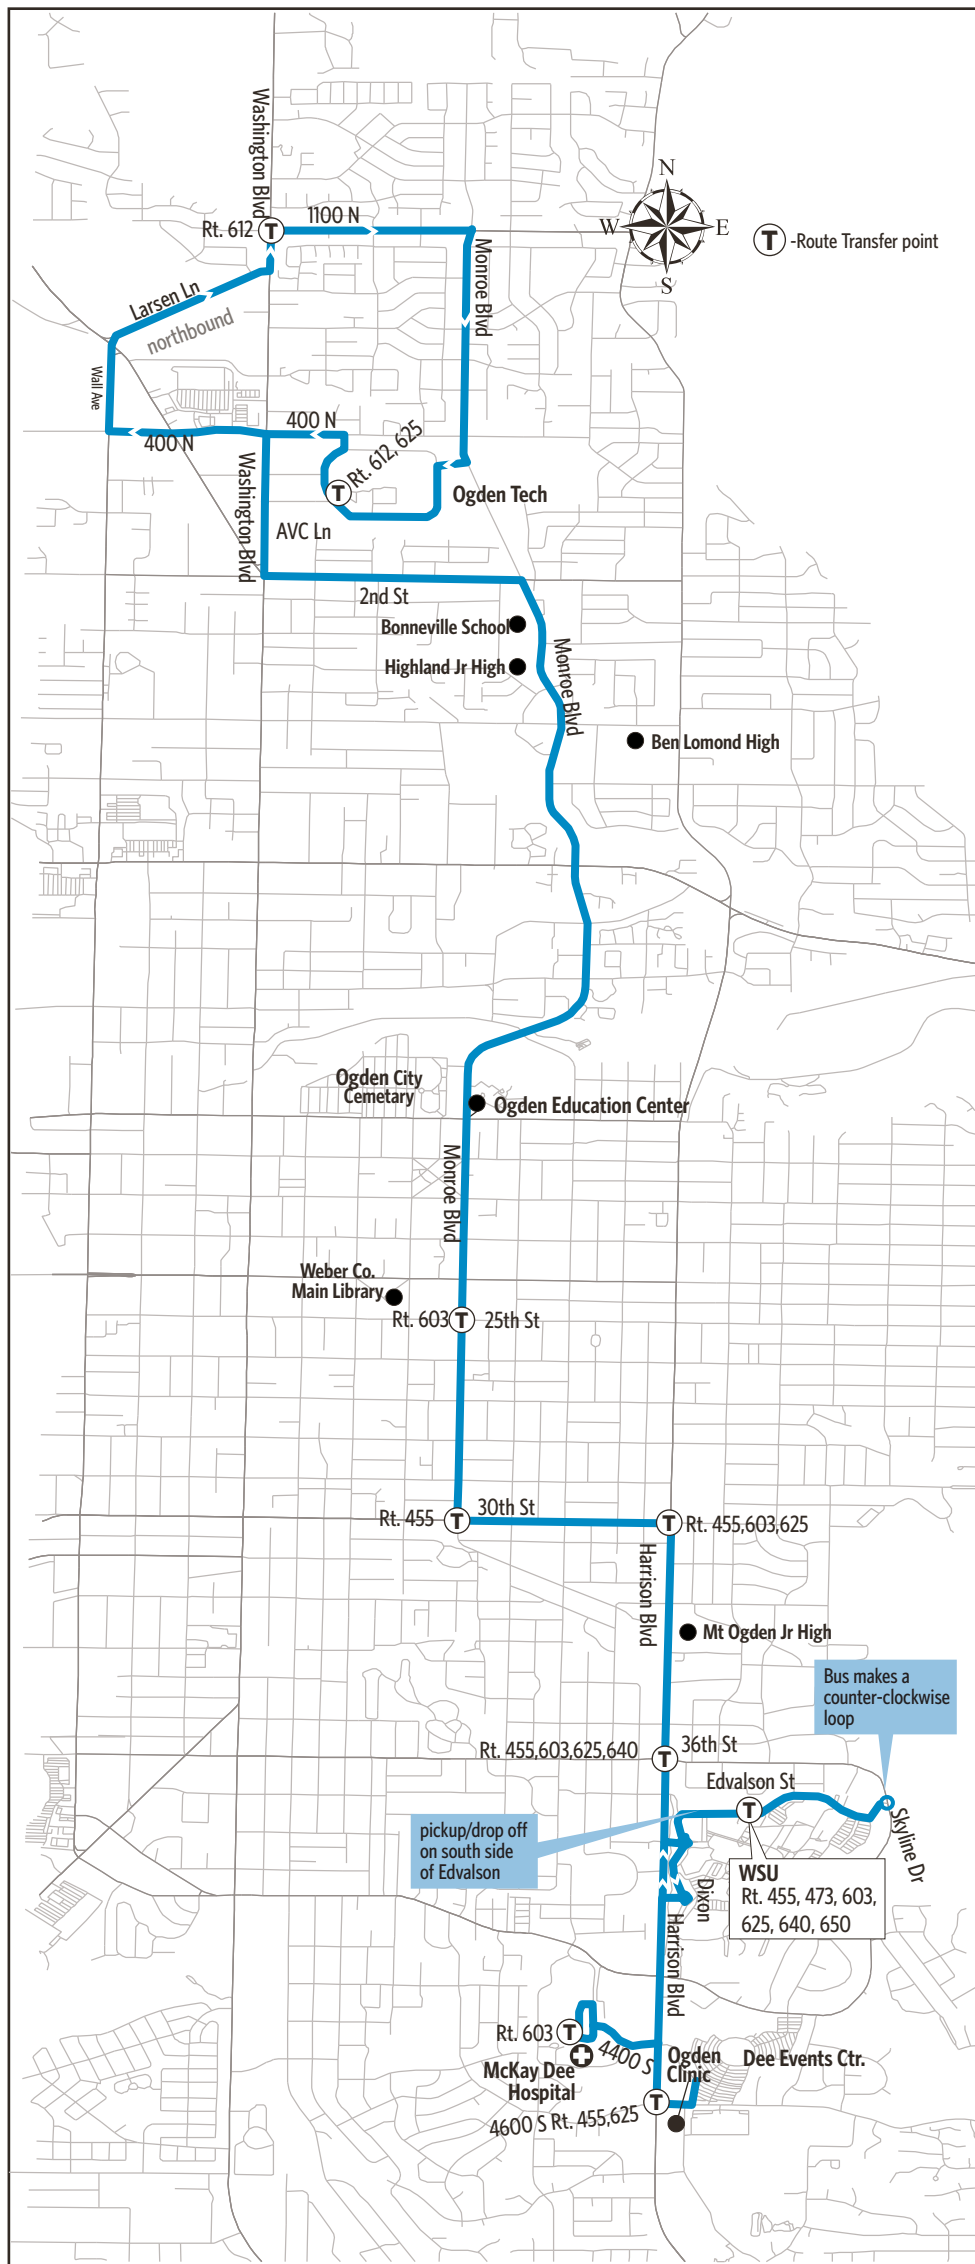 Washington Blvd
N
W
E
S
Rt. 612
T
1100 N
T
-Route Transfer point
Monroe Blvd
Larsen Ln
northbound
Wall Ave
400 N
400 N
Rt. 612, 625
T
Washington Blvd
Ogden Tech
AVC Ln
2nd St
Bonneville School
Highland Jr High
Monroe Blvd
Ben Lomond High
Ogden City
Cemetary
Ogden Education Center
Monroe Blvd
Weber Co.
Main Library
Rt. 603
T
25th St
Rt. 455
T
30th St
T
Rt. 455,603,625
Harrison Blvd
Mt Ogden Jr High
Bus makes a
counter-clockwise
loop
Rt. 455,603,625,640
T
36th St
Edvalson St
T
Skyline Dr
pickup/drop off
on south side
of Edvalson
WSU
Rt. 455, 473, 603,
625, 640, 650
Dixon
Harrison Blvd
Rt. 603
T
4400 S
McKay Dee
Hospital
Ogden
Clinic
Dee Events Ctr.
4600 S Rt. 455,625
T